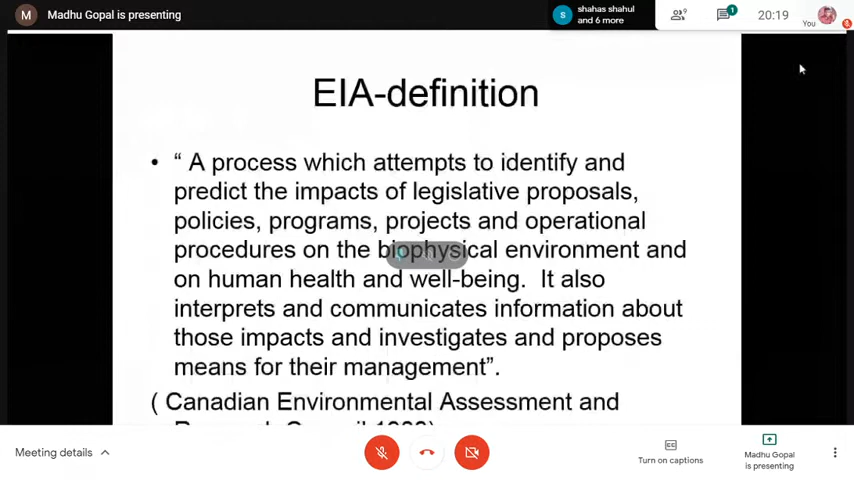 M Madhu Gopal is presenting
S shahas shahul
and 6 more
9
1
20:19
You
EIA-definition
• “ A process which attempts to identify and
predict the impacts of legislative proposals,
policies, programs, projects and operational
procedures on the biophysical environment and
on human health and well-being. It also
interprets and communicates information about
those impacts and investigates and proposes
means for their management”.
( Canadian Environmental Assessment and
Meeting details
CC
Turn on captions
Madhu Gopal
is presenting